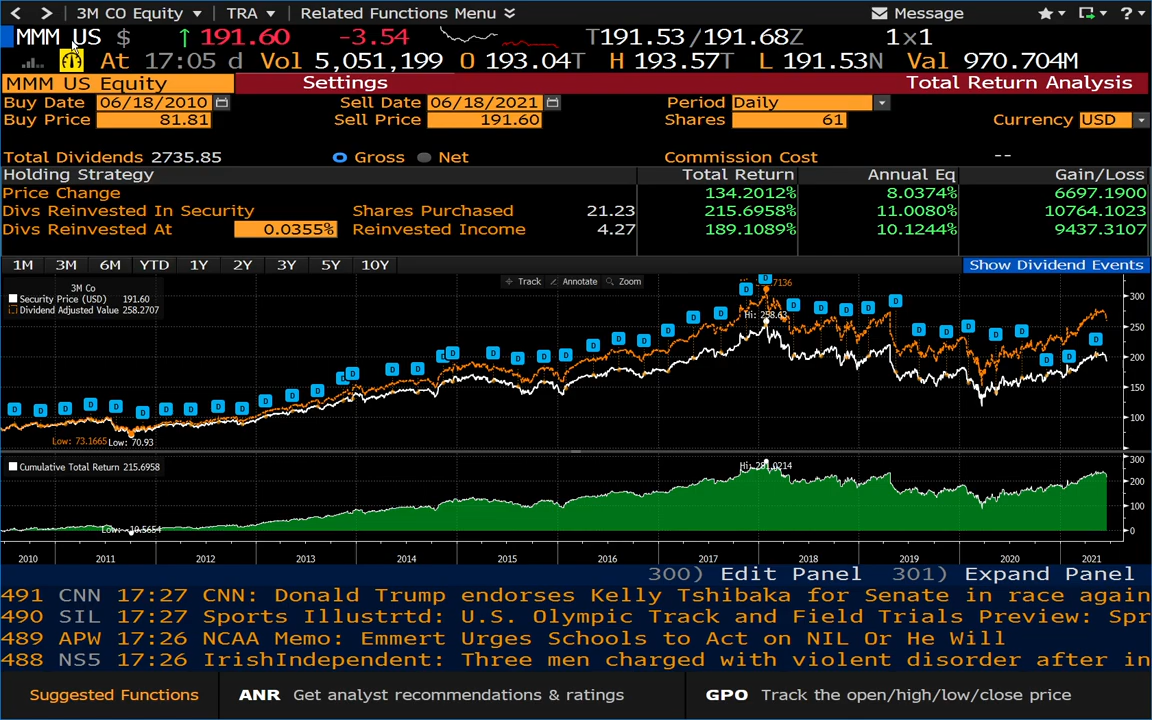 3M CO Equity TRA Related Functions Menu Message ?
MMM US $ 191.60 -3.54 T191.53/191.68Z 1x1
At 17:05 d Vol 5,051,199 O 193.04T H 193.57T L 191.53N Val 970.704M
MMM US Equity Settings Total Return Analysis
Buy Date 06/18/2010 Sell Date 06/18/2021 Period Daily
Buy Price 81.81 Sell Price 191.60 Shares 61 Currency USD
Total Dividends 2735.85 Gross Net Commission Cost --
Holding Strategy Total Return Annual Eq Gain/Loss
Price Change 134.2012% 8.0374% 6697.1900
Divs Reinvested In Security Shares Purchased 21.23 215.6958% 11.0080% 10764.1023
Divs Reinvested At 0.0355% Reinvested Income 4.27 189.1089% 10.1244% 9437.3107
1M 3M 6M YTD 1Y 2Y 3Y 5Y 10Y Show Dividend Events
Track Annotate Zoom
3M Co
Security Price (USD) 191.60
Dividend Adjusted Value 258.2707
Hi: 258.63
Low: 73.1665 Low: 70.93
300
250
200
150
100
Cumulative Total Return 215.6958
300
200
100
0
2010 2011 2012 2013 2014 2015 2016 2017 2018 2019 2020 2021
300) Edit Panel 301) Expand Panel
491 CNN 17:27 CNN: Donald Trump endorses Kelly Tshibaka for Senate in race again
490 SIL 17:27 Sports Illustrtd: U.S. Olympic Track and Field Trials Preview: Spr
489 APW 17:26 NCAA Memo: Emmert Urges Schools to Act on NIL Or He Will
488 NS5 17:26 IrishIndependent: Three men charged with violent disorder after in
Suggested Functions ANR Get analyst recommendations & ratings GPO Track the open/high/low/close price